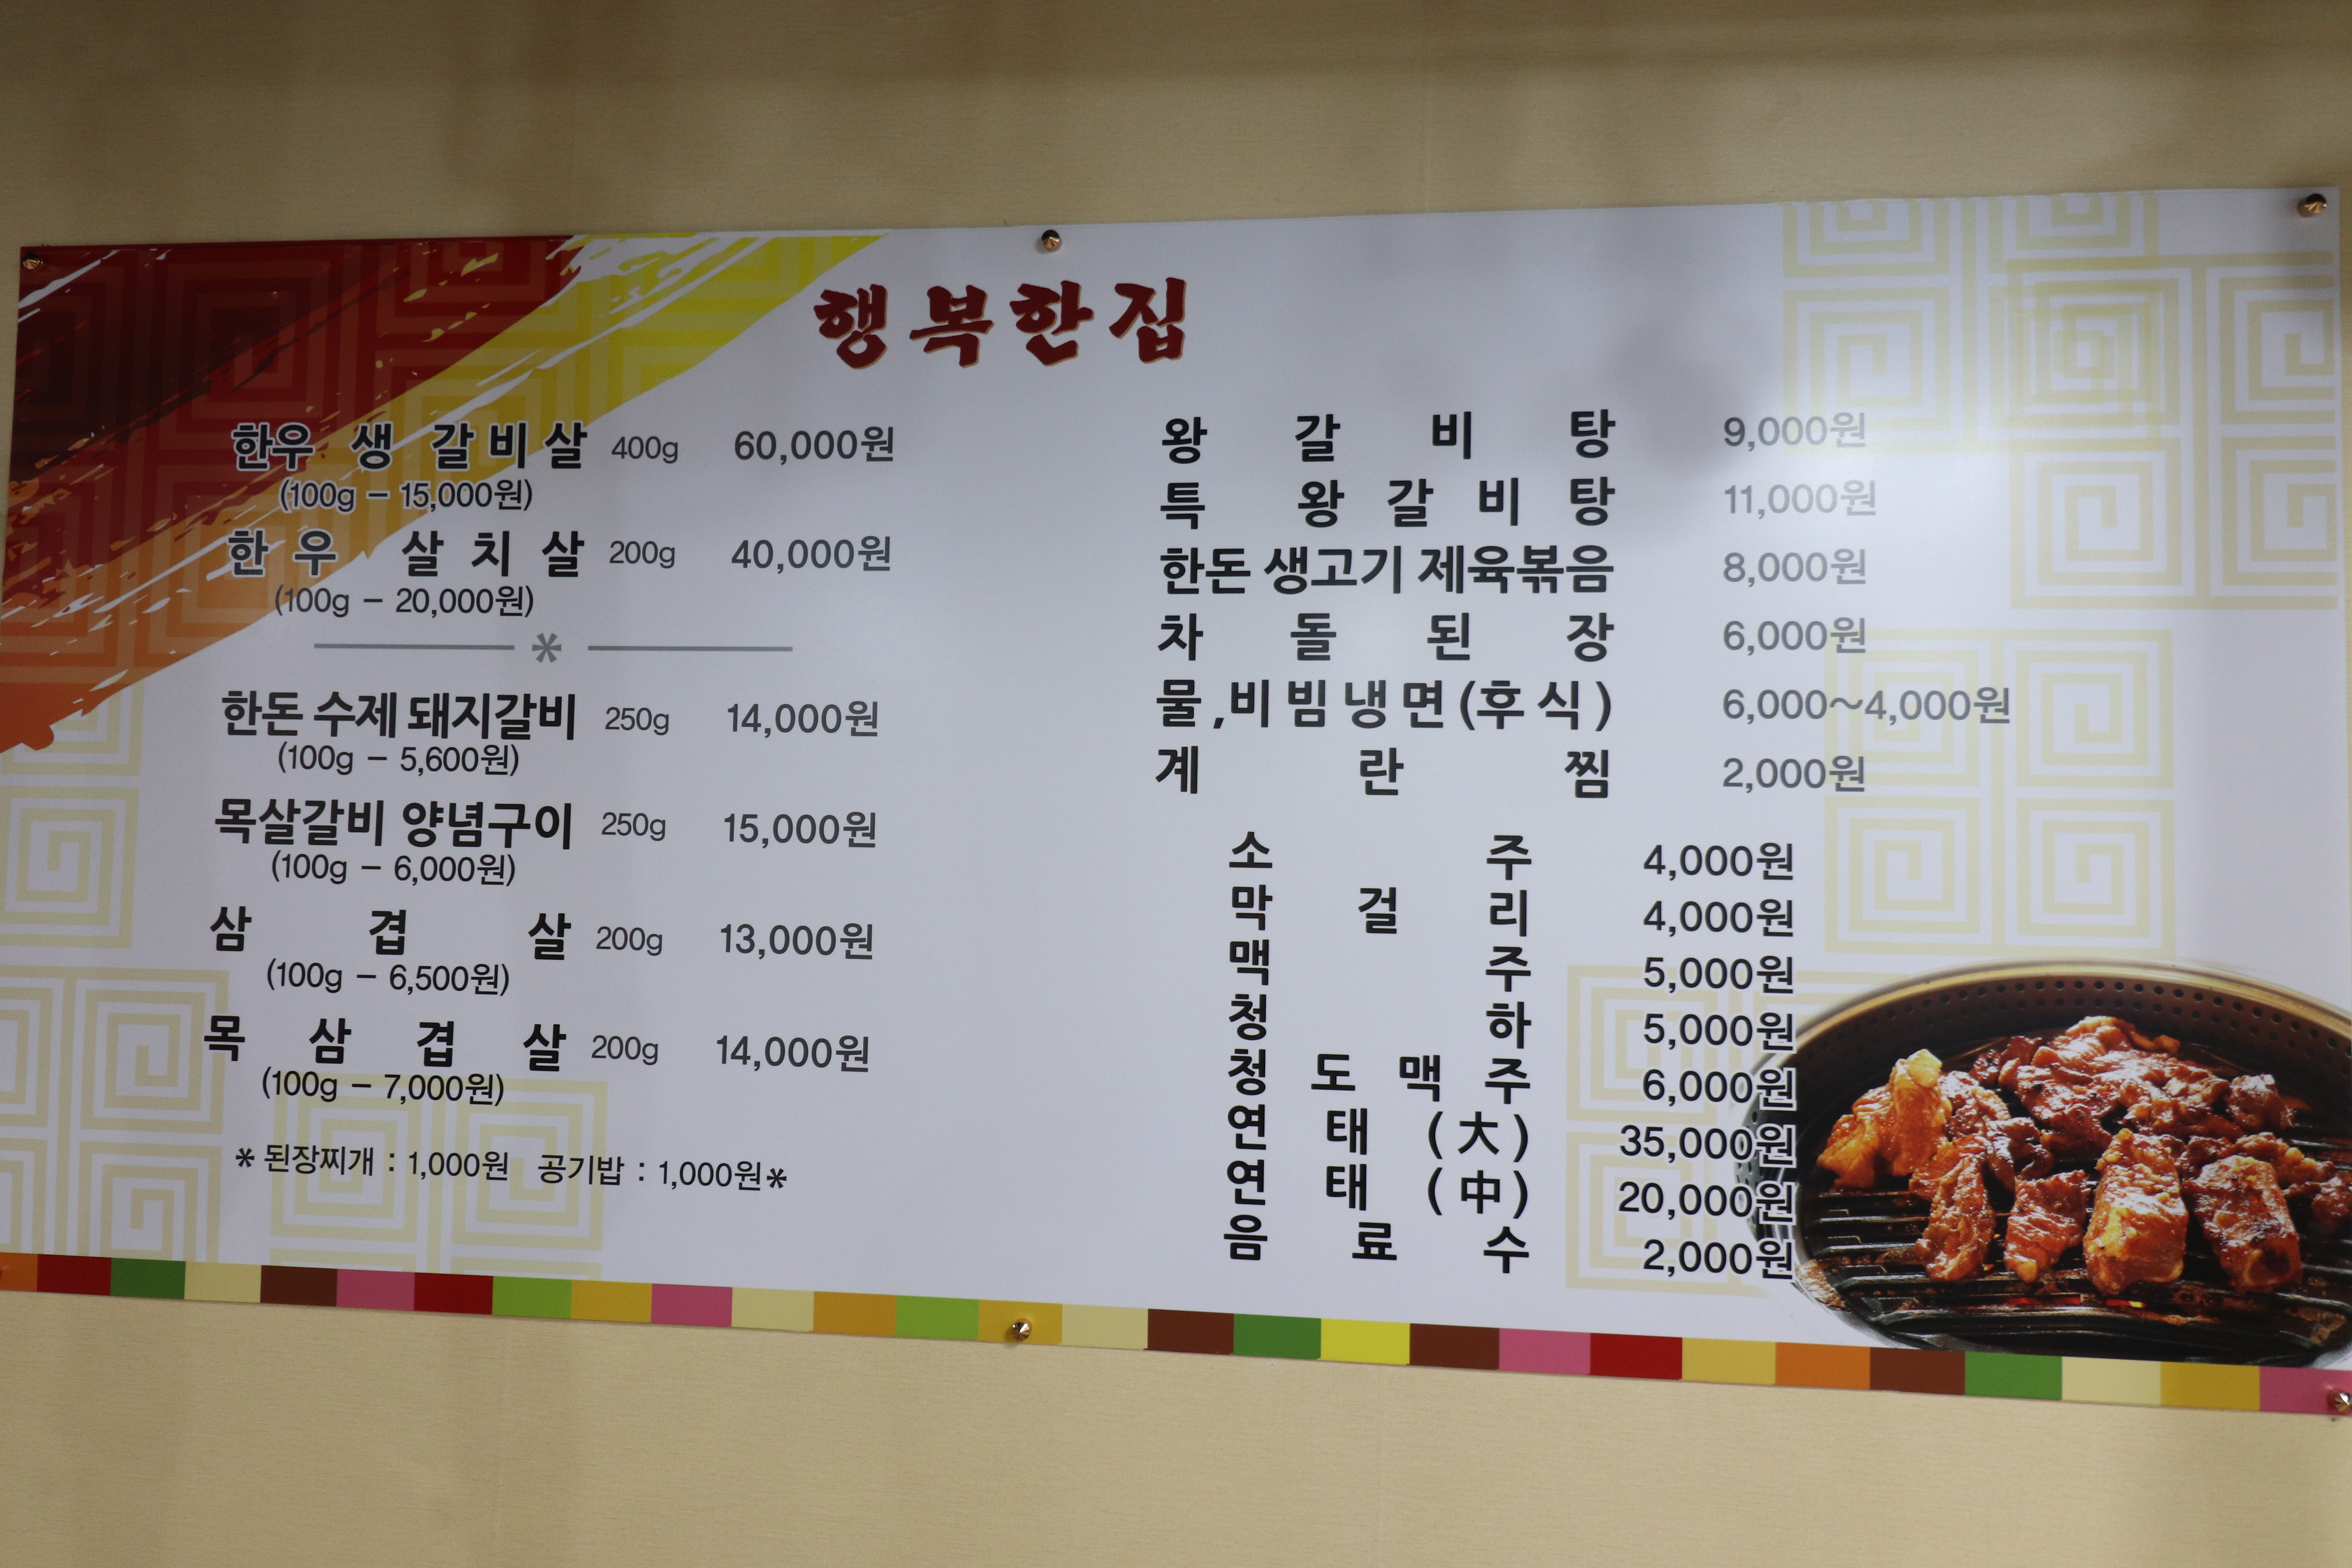 행복한집
한우 생 갈비살 400g 60,000원
(100g – 15,000원)
한우 살치살 200g 40,000원
(100g – 20,000원)
*
한돈 수제 돼지갈비 250g 14,000원
(100g – 5,600원)
목살갈비 양념구이 250g 15,000원
(100g – 6,000원)
삼겹살 200g 13,000원
(100g – 6,500원)
목삼겹살 200g 14,000원
(100g – 7,000원)
* 된장찌개 : 1,000원 공기밥 : 1,000원*
왕갈비탕 9,000원
특 왕갈비탕 11,000원
한돈 생고기 제육볶음 8,000원
차돌된장 6,000원
물,비빔냉면(후식) 6,000~4,000원
계란찜 2,000원
소주 4,000원
막걸리 4,000원
맥주 5,000원
청하 5,000원
청도맥주 6,000원
연태(大) 35,000원
연태(中) 20,000원
음료수 2,000원